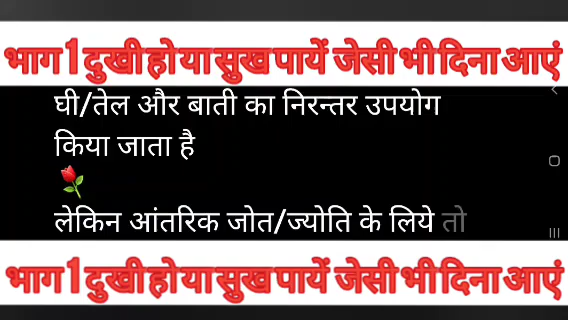 भाग 1 दुखी हो या सुख पायें जेसी भी दिना आएं
घी/तेल और बाती का निरन्तर उपयोग
किया जाता है
🌹
लेकिन आंतरिक जोत/ज्योति के लिये तो
भाग 1 दुखी हो या सुख पायें जेसी भी दिना आएं